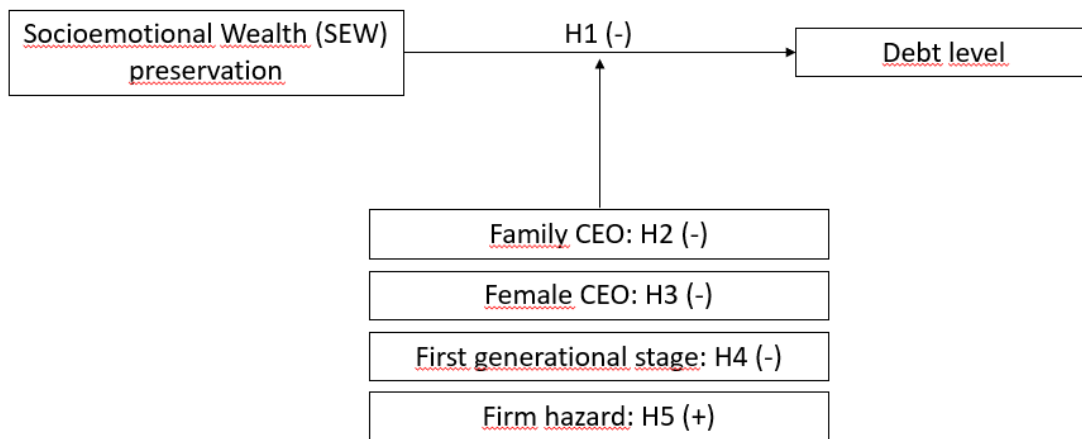 Socioemotional Wealth (SEW)
preservation
H1 (-)
Debt level
Family CEO: H2 (-)
Female CEO: H3 (-)
First generational stage: H4 (-)
Firm hazard: H5 (+)